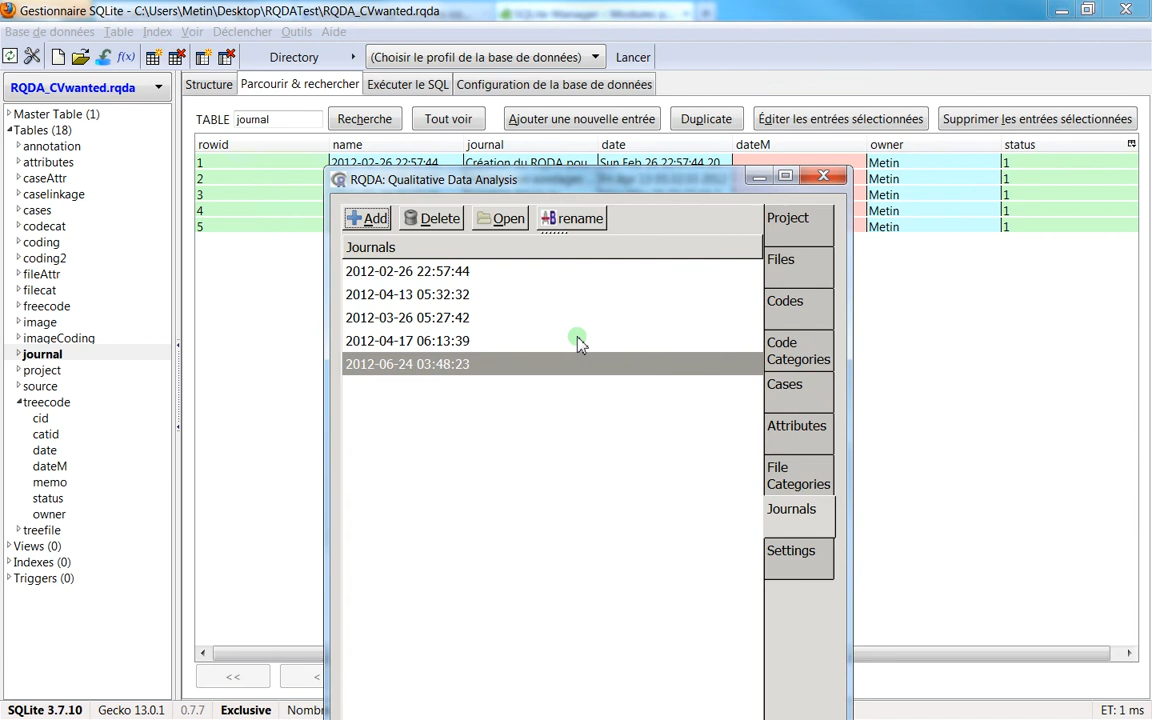 Gestionnaire SQLite - C:\Users\Metin\Desktop\RQDATest\RQDA_CVwanted.rqda
Base de données Table Index Voir Déclencher Outils Aide
f(x) Directory (Choisir le profil de la base de données) Lancer
RQDA_CVwanted.rqda
Structure Parcourir & rechercher Exécuter le SQL Configuration de la base de données
Master Table (1)
Tables (18)
annotation
attributes
caseAttr
caselinkage
cases
codecat
coding
coding2
fileAttr
filecat
freecode
image
imageCoding
journal
project
source
treecode
cid
catid
date
dateM
memo
status
owner
treefile
Views (0)
Indexes (0)
Triggers (0)
TABLE journal Recherche Tout voir Ajouter une nouvelle entrée Duplicate Éditer les entrées sélectionnées Supprimer les entrées sélectionnées
rowid name journal date dateM owner status
1 2012-02-26 22:57:44 Création du RQDA pou Sun Feb 26 22:57:44 20 Metin 1
2 Metin 1
3 Metin 1
4 Metin 1
5 Metin 1
RQDA: Qualitative Data Analysis
Add Delete Open rename
Journals
2012-02-26 22:57:44
2012-04-13 05:32:32
2012-03-26 05:27:42
2012-04-17 06:13:39
2012-06-24 03:48:23
Project
Files
Codes
Code
Categories
Cases
Attributes
File
Categories
Journals
Settings
<< <
SQLite 3.7.10 Gecko 13.0.1 0.7.7 Exclusive Nomb ET: 1 ms